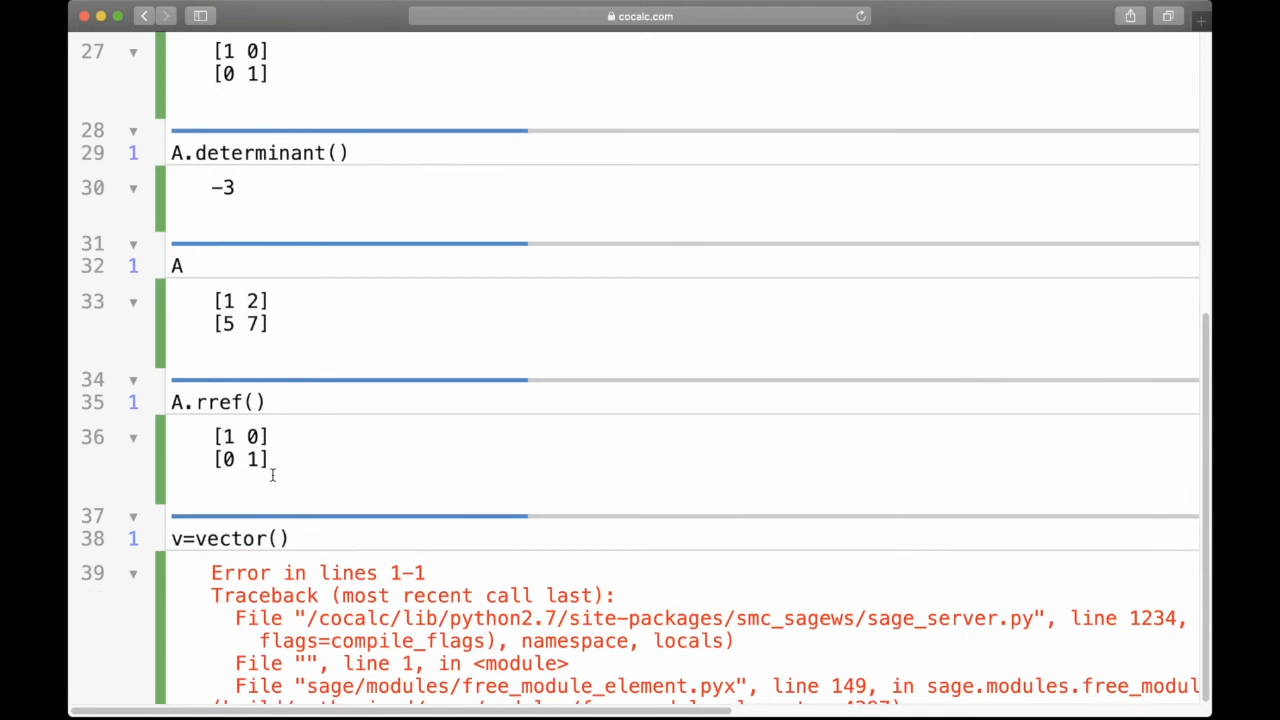 cocalc.com
27
[1 0]
[0 1]
28
29 1 A.determinant()
30 -3
31
32 1 A
33 [1 2]
[5 7]
34
35 1 A.rref()
36 [1 0]
[0 1]
37
38 1 v=vector()
39 Error in lines 1-1
Traceback (most recent call last):
File "/cocalc/lib/python2.7/site-packages/smc_sagews/sage_server.py", line 1234,
flags=compile_flags), namespace, locals)
File "", line 1, in <module>
File "sage/modules/free_module_element.pyx", line 149, in sage.modules.free_modul